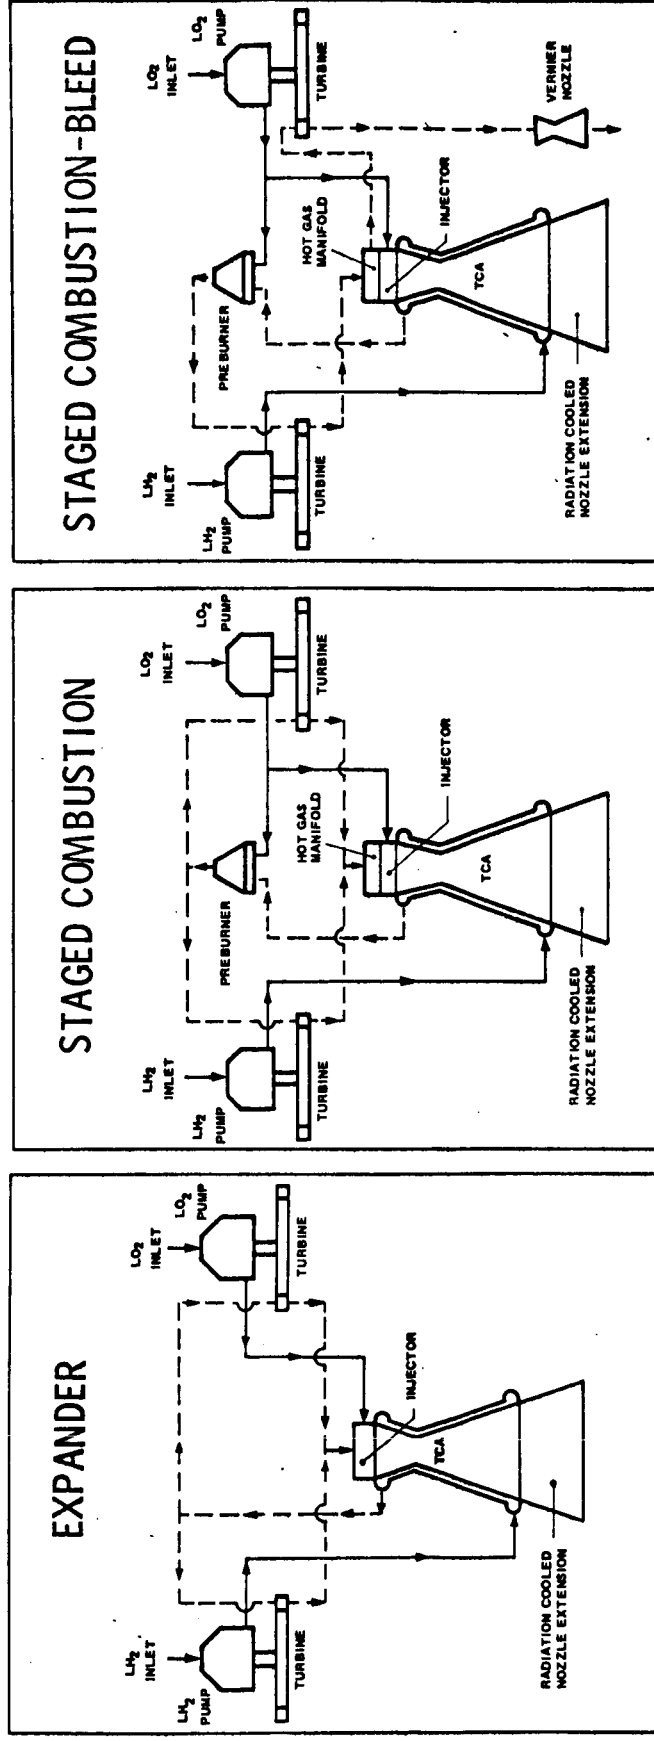 EXPANDER
LH2
INLET
LH2
PUMP
TURBINE
LO2
INLET
LO2
PUMP
TURBINE
INJECTOR
TCA
RADIATION COOLED
NOZZLE EXTENSION
STAGED COMBUSTION
LH2
INLET
LH2
PUMP
TURBINE
PREBURNER
LO2
INLET
LO2
PUMP
TURBINE
HOT GAS
MANIFOLD
INJECTOR
TCA
RADIATION COOLED
NOZZLE EXTENSION
STAGED COMBUSTION-BLEED
LH2
INLET
LH2
PUMP
TURBINE
PREBURNER
LO2
INLET
LO2
PUMP
TURBINE
HOT GAS
MANIFOLD
INJECTOR
TCA
VERNIER
NOZZLE
RADIATION COOLED
NOZZLE EXTENSION